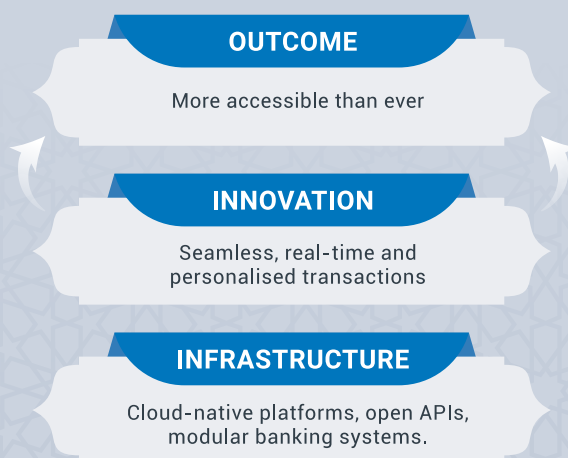 OUTCOME
More accessible than ever
INNOVATION
Seamless, real-time and
personalised transactions
INFRASTRUCTURE
Cloud-native platforms, open APIs,
modular banking systems.